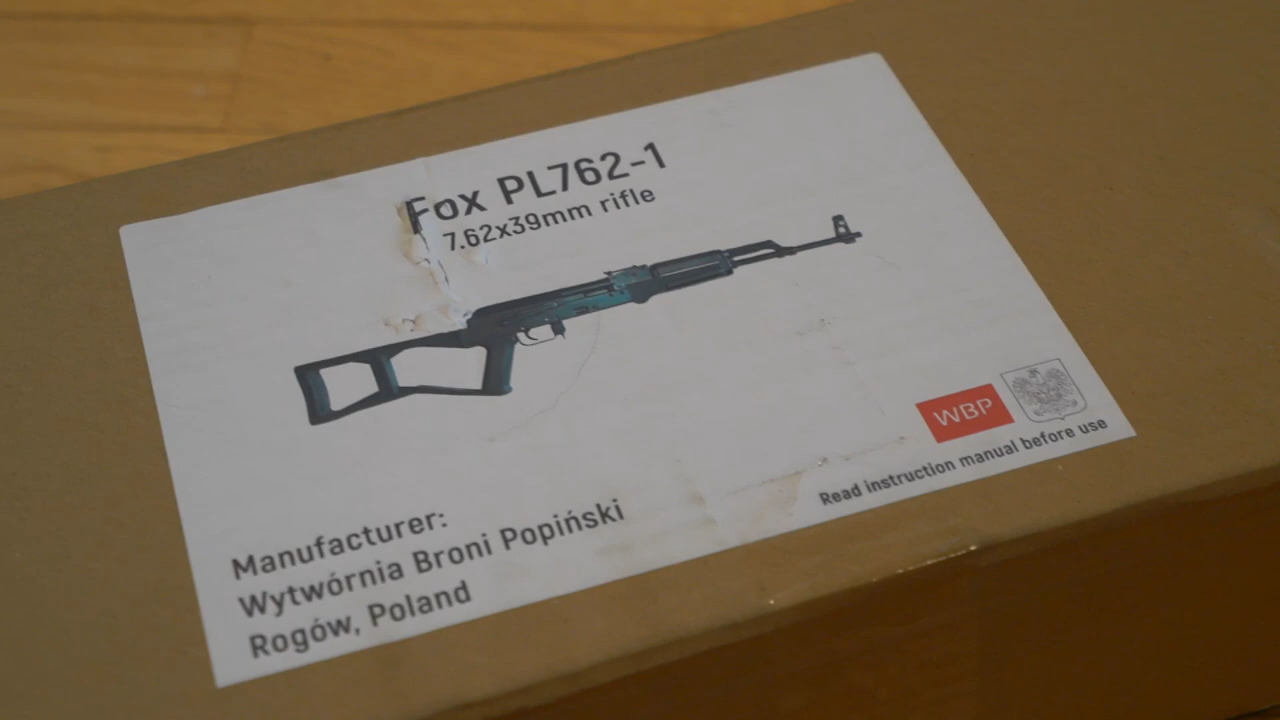 Fox PL762-1
7.62x39mm rifle
WBP
Read instruction manual before use
Manufacturer:
Wytwórnia Broni Popiński
Rogów, Poland